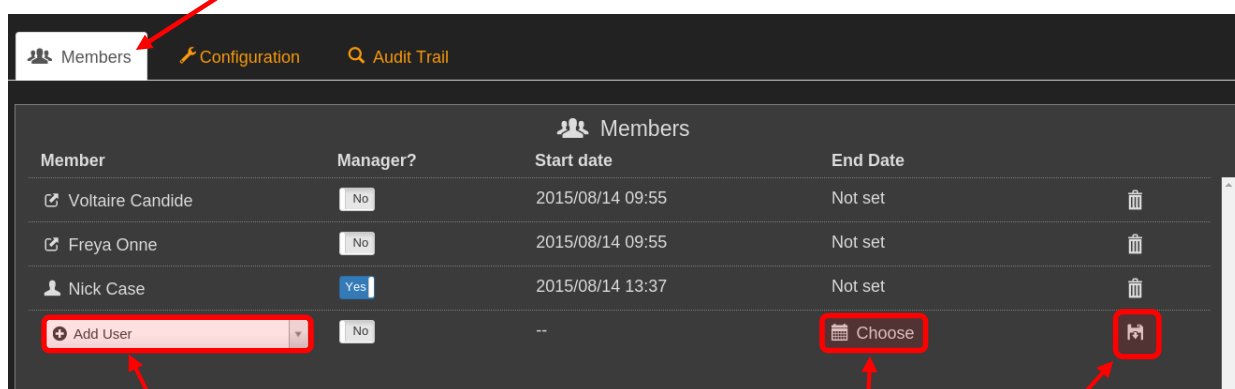 Members Configuration Audit Trail
Members
Member Manager? Start date End Date
Voltaire Candide No 2015/08/14 09:55 Not set
Freya Onne No 2015/08/14 09:55 Not set
Nick Case Yes 2015/08/14 13:37 Not set
Add User No -- Choose